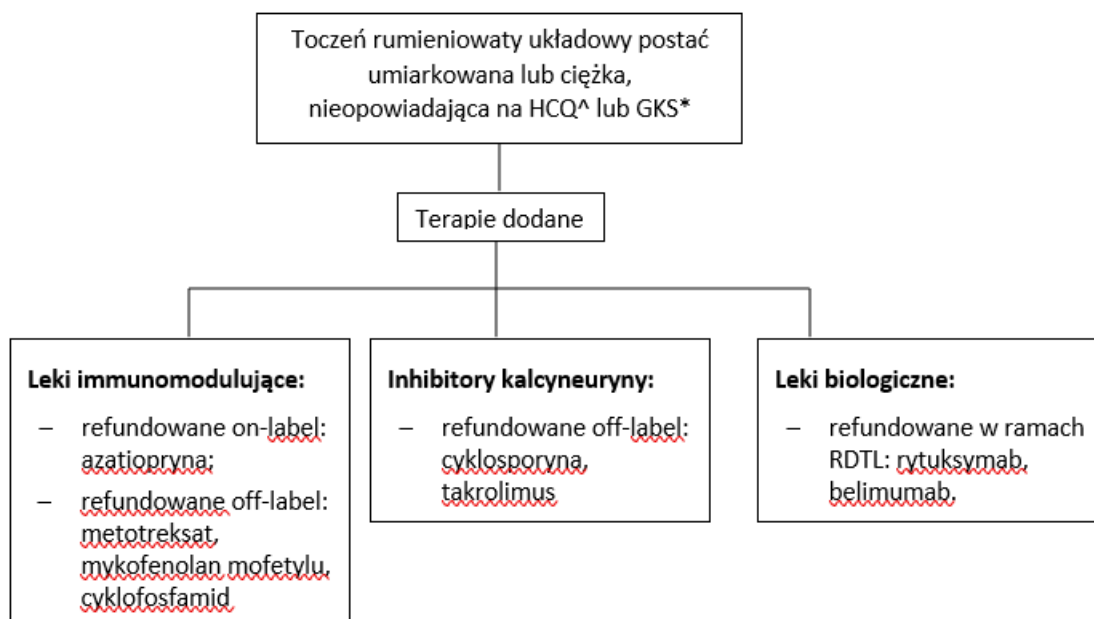 Toczeń rumieniowaty układowy postać
umiarkowana lub ciężka,
nieopowiadająca na HCQ^ lub GKS*
Terapie dodane
Leki immunomodulujące:
– refundowane on-label:
azatiopryna;
– refundowane off-label:
metotreksat,
mykofenolan mofetylu,
cyklofosfamid
Inhibitory kalcyneuryny:
– refundowane off-label:
cyklosporyna,
takrolimus
Leki biologiczne:
– refundowane w ramach
RDTL: rytuksymab,
belimumab,